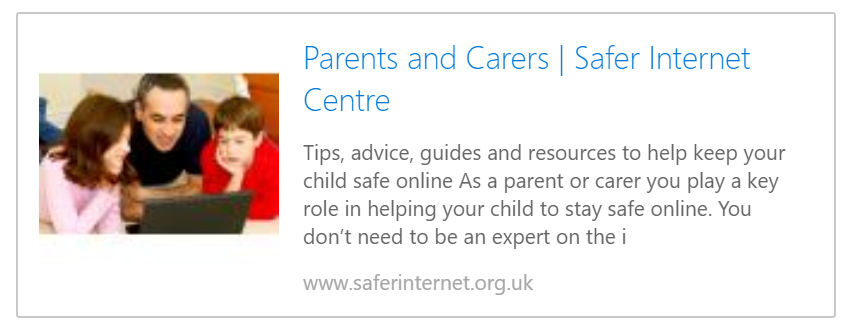 Parents and Carers | Safer Internet
Centre
Tips, advice, guides and resources to help keep your
child safe online As a parent or carer you play a key
role in helping your child to stay safe online. You
don’t need to be an expert on the i
www.saferinternet.org.uk